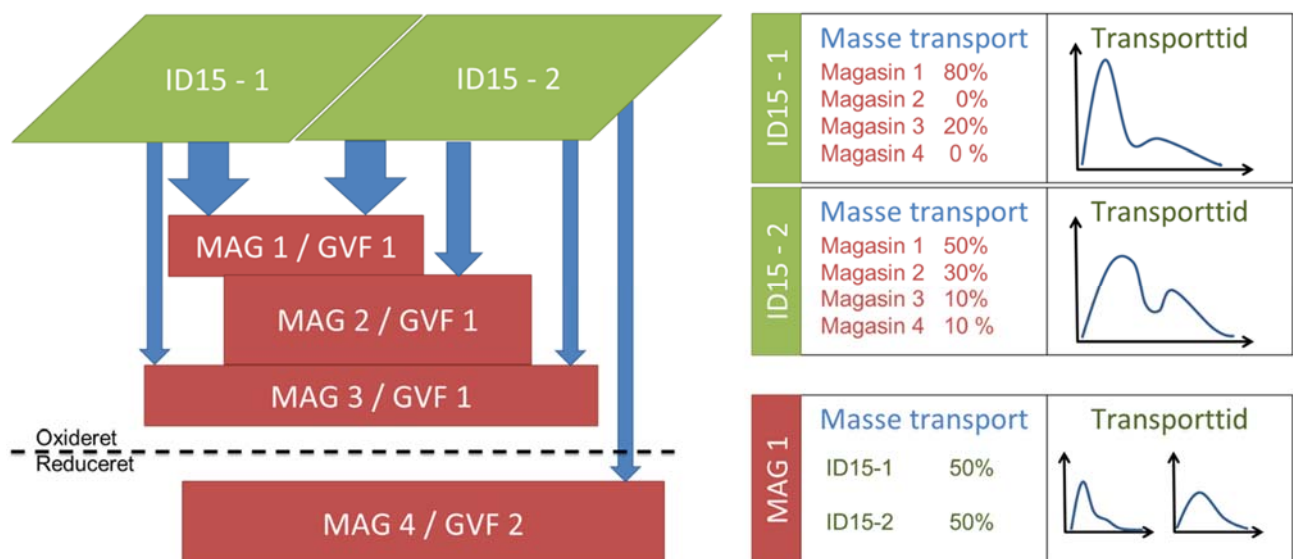 ID15 - 1
ID15 - 2
MAG 1 / GVF 1
MAG 2 / GVF 1
MAG 3 / GVF 1
Oxideret
Reduceret
MAG 4 / GVF 2
ID15 - 1
Masse transport
Magasin 1 80%
Magasin 2 0%
Magasin 3 20%
Magasin 4 0 %
Transporttid
ID15 - 2
Masse transport
Magasin 1 50%
Magasin 2 30%
Magasin 3 10%
Magasin 4 10 %
Transporttid
MAG 1
Masse transport
ID15-1 50%
ID15-2 50%
Transporttid